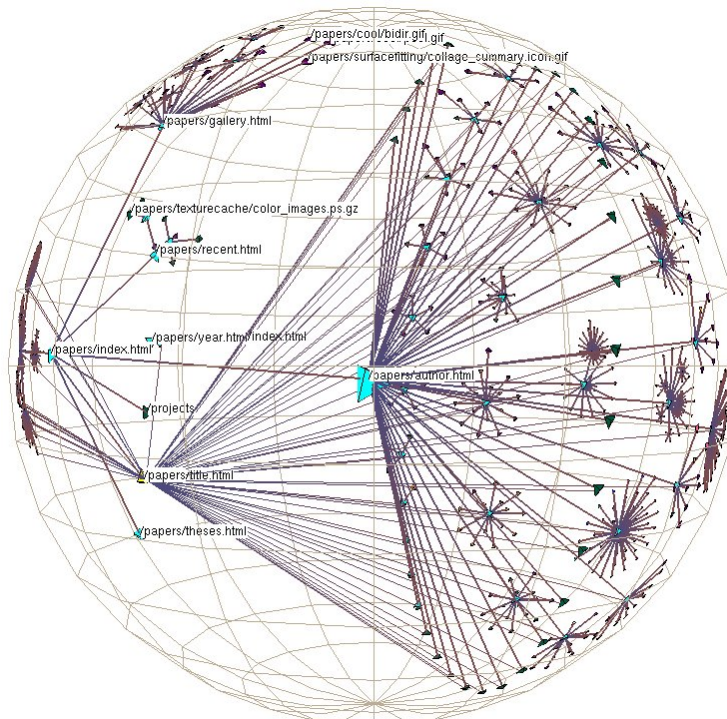 /papers/cool/bidir.gif
/papers/surfacefitting/collage_summary.icon.gif
/papers/gallery.html
/papers/texturecache/color_images.ps.gz
/papers/recent.html
/papers/year.html
/index.html
/papers/index.html
/papers/author.html
/projects
/papers/title.html
/papers/theses.html